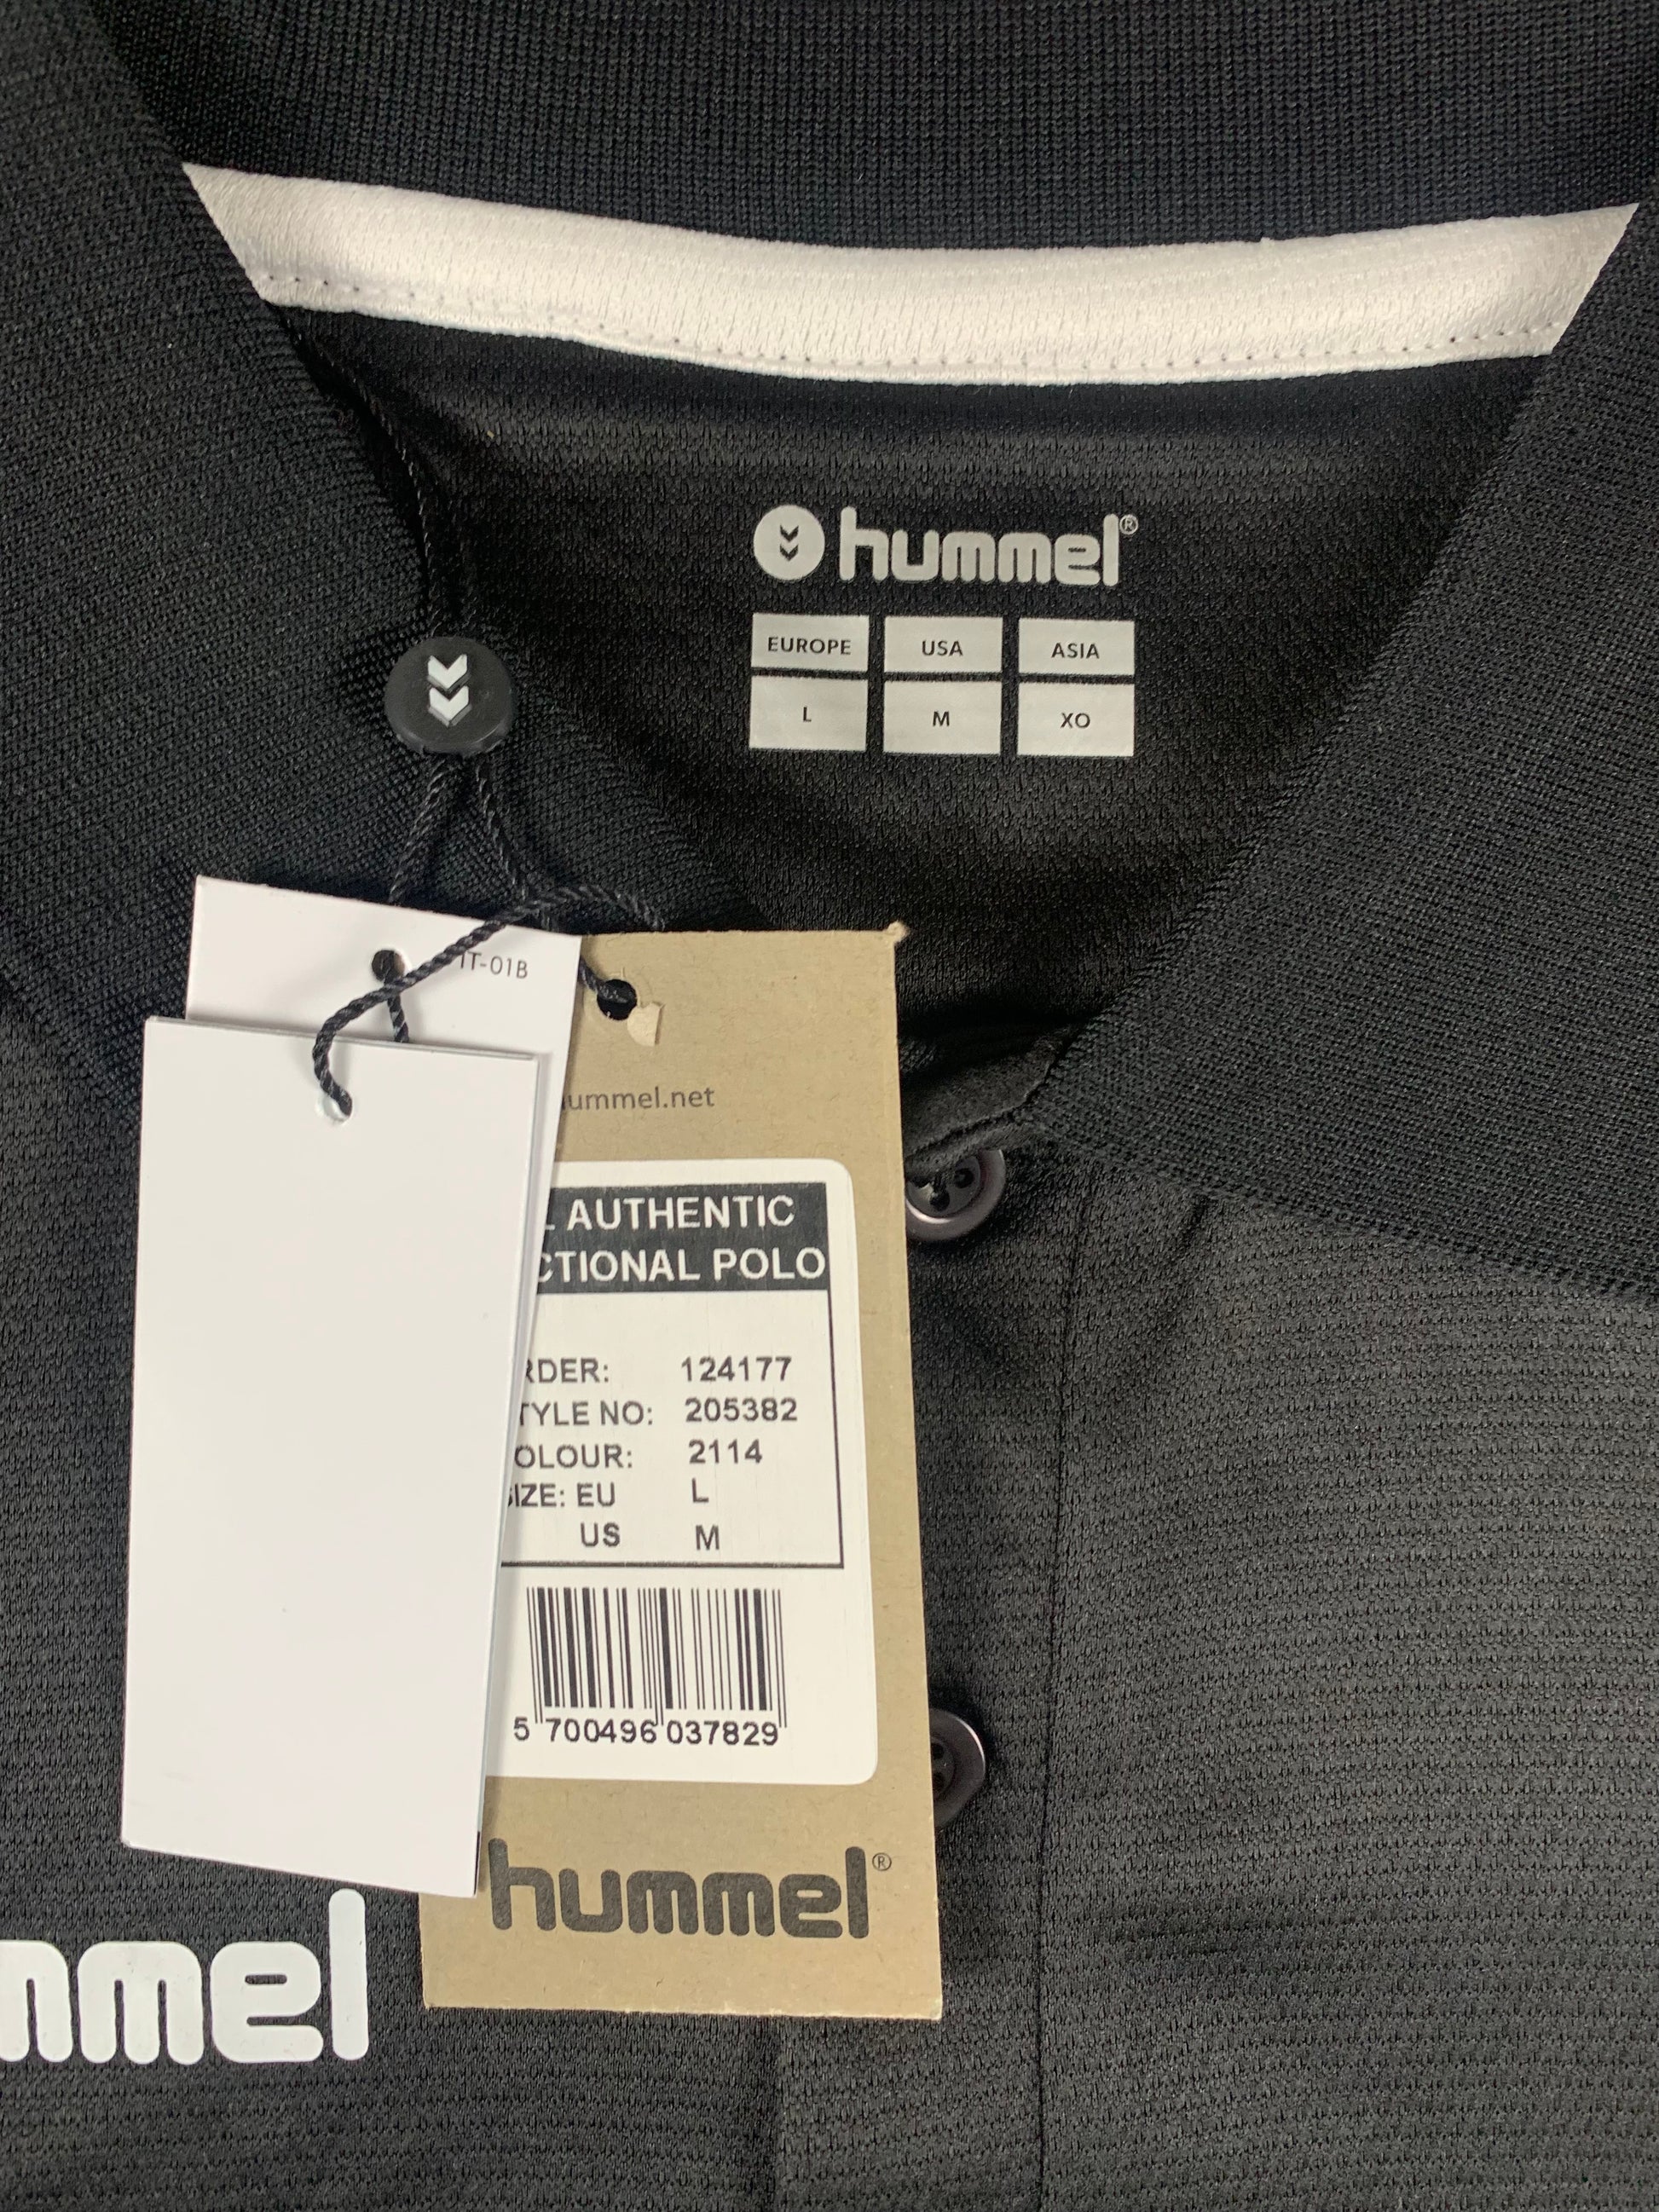 hummel®
EUROPE USA ASIA
L M XO
IT-01B
ummel.net
L AUTHENTIC
CTIONAL POLO
RDER: 124177
TYLE NO: 205382
OLOUR: 2114
SIZE: EU L
US M
5 700496 037829
hummel®
mmel